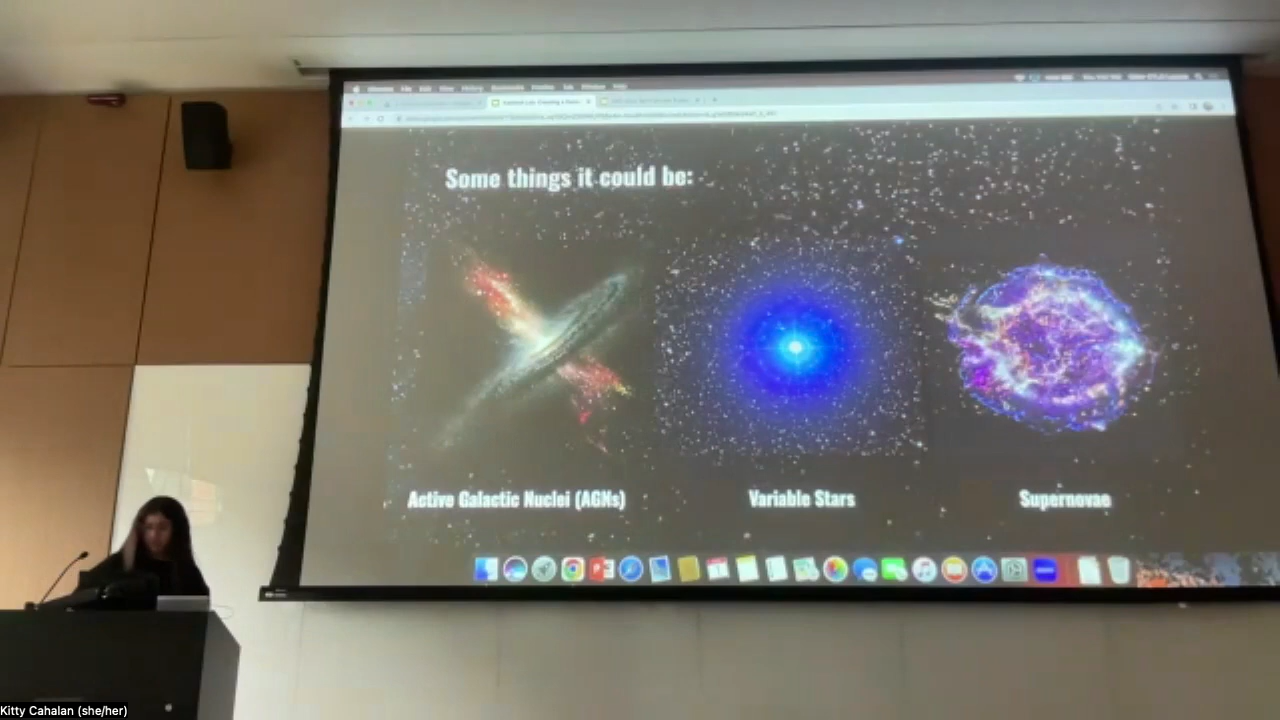 Some things it could be:
Active Galactic Nuclei (AGNs)
Variable Stars
Supernovae
Kitty Cahalan (she/her)